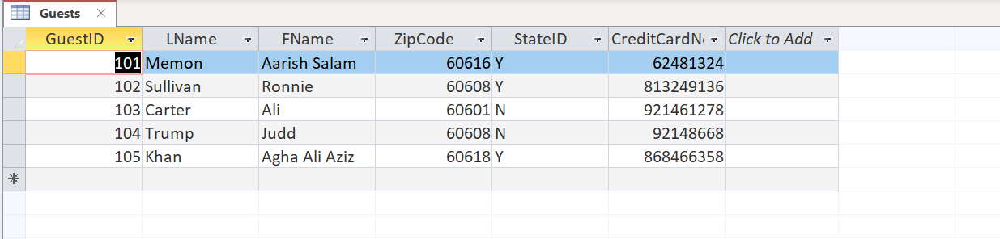 Guests
GuestID LName FName ZipCode StateID CreditCardNo Click to Add
101 Memon Aarish Salam 60616 Y 62481324
102 Sullivan Ronnie 60608 Y 813249136
103 Carter Ali 60601 N 921461278
104 Trump Judd 60608 N 92148668
105 Khan Agha Ali Aziz 60618 Y 868466358